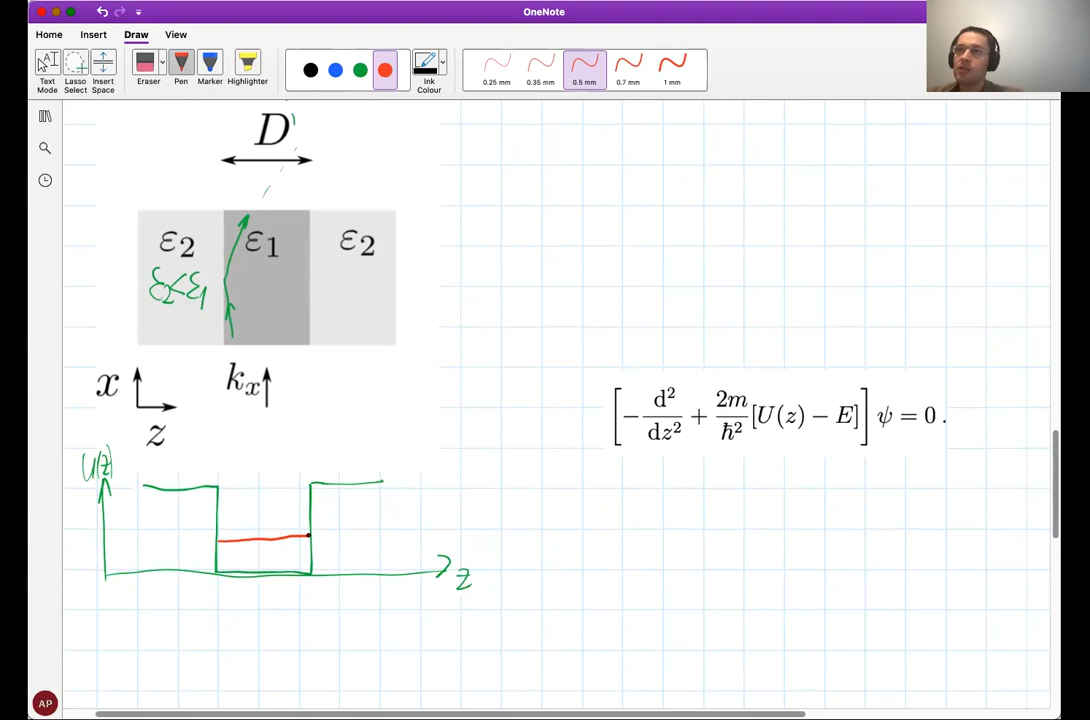 OneNote
Home Insert Draw View
Text Mode
Lasso Select
Insert Space
Eraser
Pen
Marker
Highlighter
Ink Colour
0.25 mm
0.35 mm
0.5 mm
0.7 mm
1 mm
D
ε₂ ε₁ ε₂
ε₂<ε₁
x
kₓ
z
[−d²/dz² + 2m/ħ² [U(z) − E]] ψ = 0 .
U(z)
z
AP